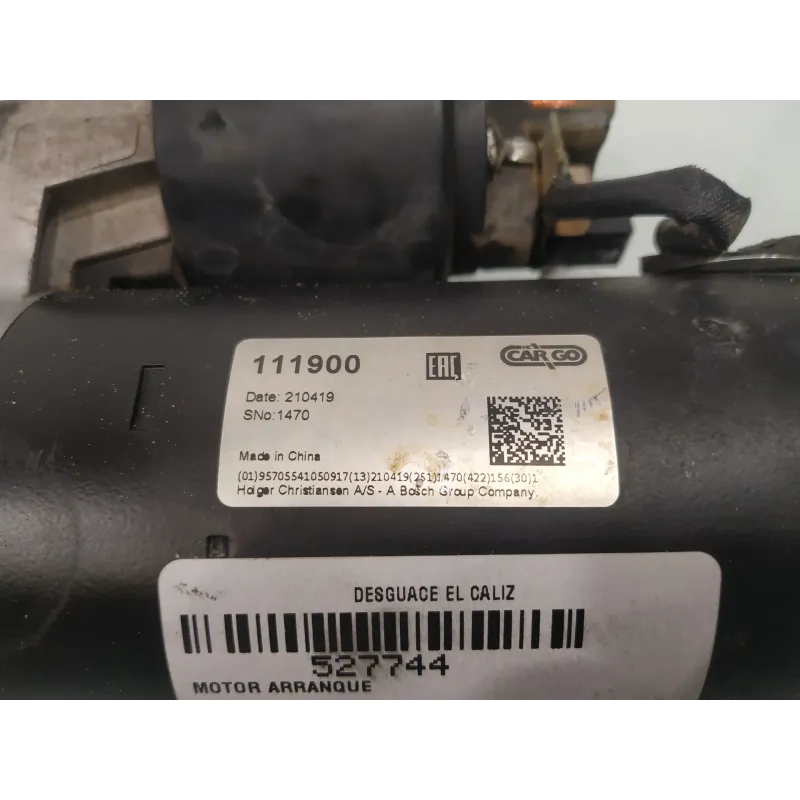 111900
EAC
CARGO
Date: 210419
SNo:1470
Made in China
(01)95705541050917(13)210419(251)1470(422)156(30)1
Holger Christiansen A/S - A Bosch Group Company.
DESGUACE EL CALIZ
527744
MOTOR ARRANQUE